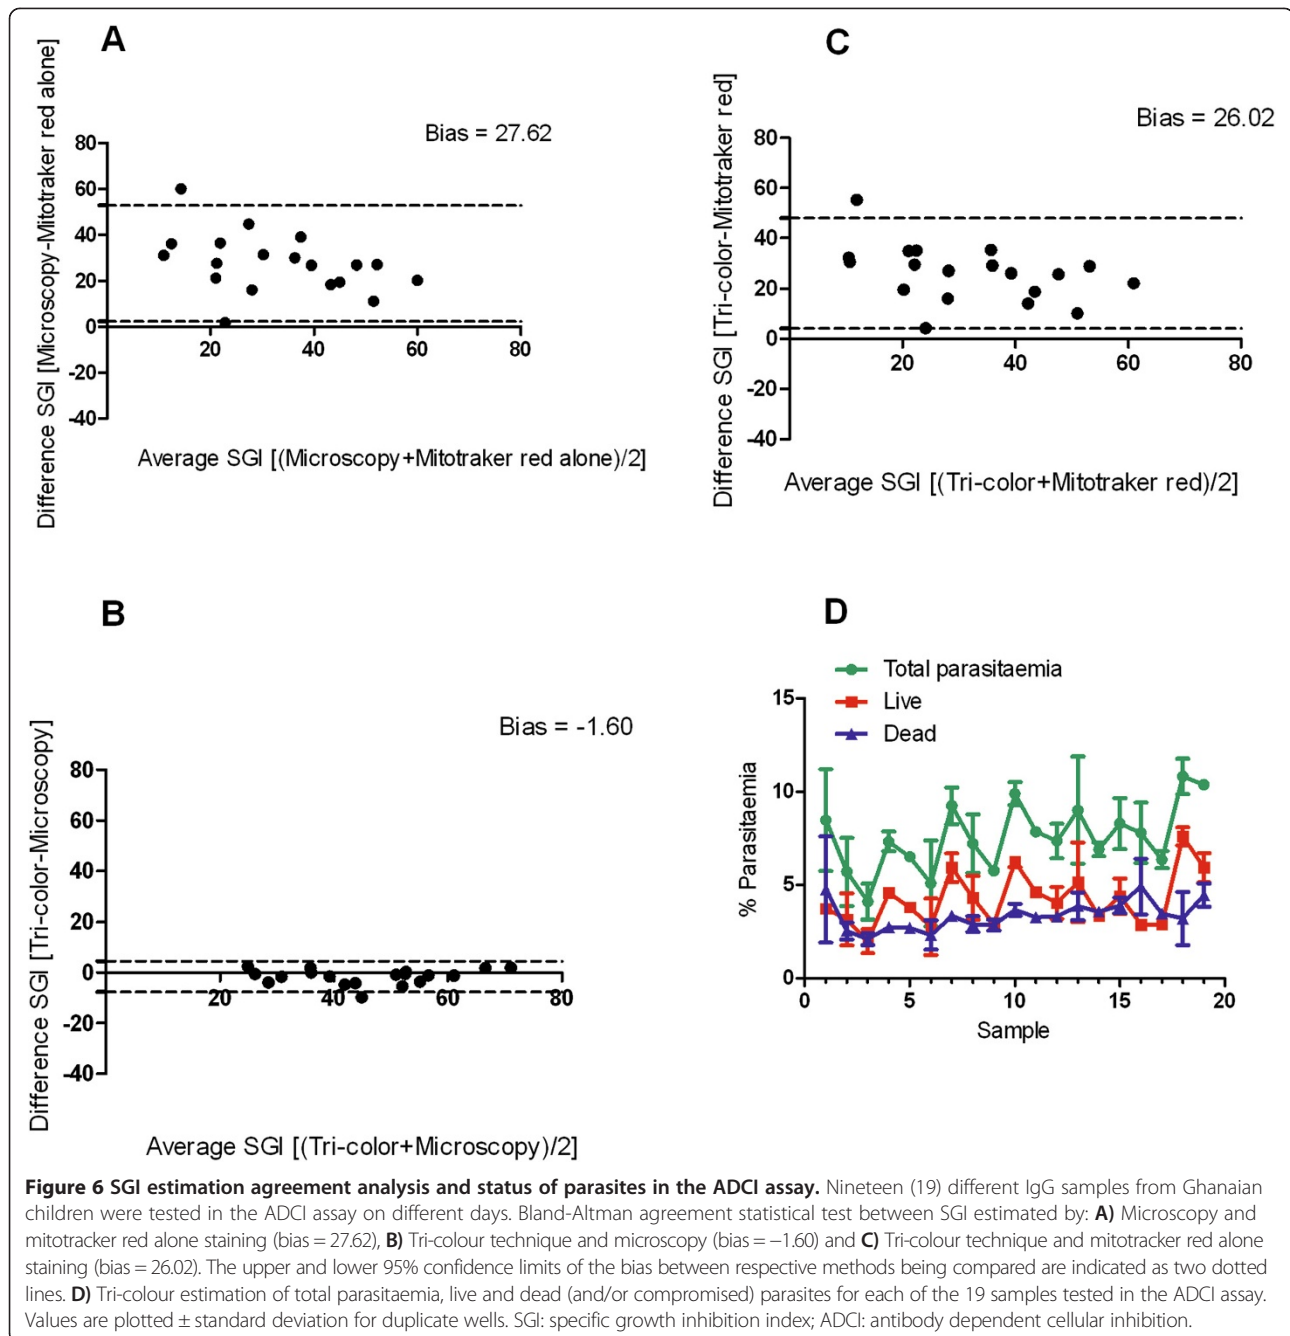 A
Difference SGI [Microscopy-Mitotraker red alone]
Bias = 27.62
80
60
40
20
0
-20
-40
20 40 60 80
Average SGI [(Microscopy+Mitotraker red alone)/2]
C
Difference SGI [Tri-color-Mitotraker red]
Bias = 26.02
80
60
40
20
0
-20
-40
20 40 60 80
Average SGI [(Tri-color+Mitotraker red)/2]
B
Difference SGI [Tri-color-Microscopy]
Bias = -1.60
80
60
40
20
0
-20
-40
20 40 60 80
Average SGI [(Tri-color+Microscopy)/2]
D
Total parasitaemia
Live
Dead
% Parasitaemia
15
10
5
0
0 5 10 15 20
Sample
Figure 6 SGI estimation agreement analysis and status of parasites in the ADCI assay. Nineteen (19) different IgG samples from Ghanaian
children were tested in the ADCI assay on different days. Bland-Altman agreement statistical test between SGI estimated by: A) Microscopy and
mitotracker red alone staining (bias = 27.62), B) Tri-colour technique and microscopy (bias = −1.60) and C) Tri-colour technique and mitotracker red alone
staining (bias = 26.02). The upper and lower 95% confidence limits of the bias between respective methods being compared are indicated as two dotted
lines. D) Tri-colour estimation of total parasitaemia, live and dead (and/or compromised) parasites for each of the 19 samples tested in the ADCI assay.
Values are plotted ± standard deviation for duplicate wells. SGI: specific growth inhibition index; ADCI: antibody dependent cellular inhibition.